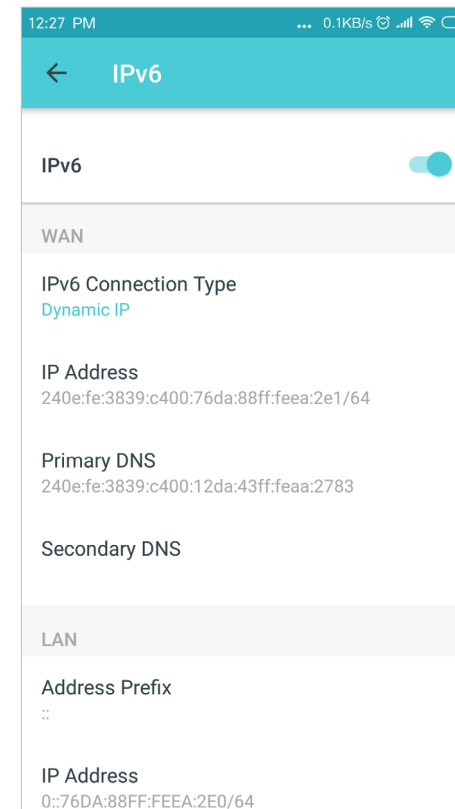 12:27 PM ... 0.1KB/s
IPv6
IPv6
WAN
IPv6 Connection Type
Dynamic IP
IP Address
240e:fe:3839:c400:76da:88ff:feea:2e1/64
Primary DNS
240e:fe:3839:c400:12da:43ff:feaa:2783
Secondary DNS
LAN
Address Prefix
::
IP Address
0::76DA:88FF:FEEA:2E0/64